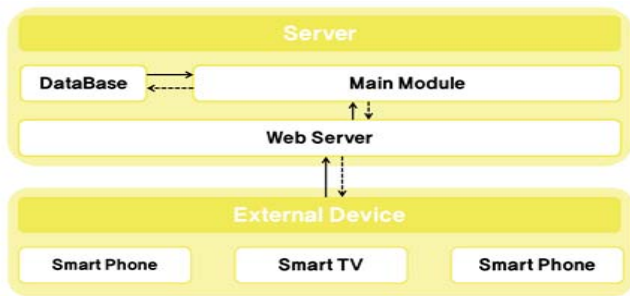 Server
DataBase
Main Module
Web Server
External Device
Smart Phone
Smart TV
Smart Phone